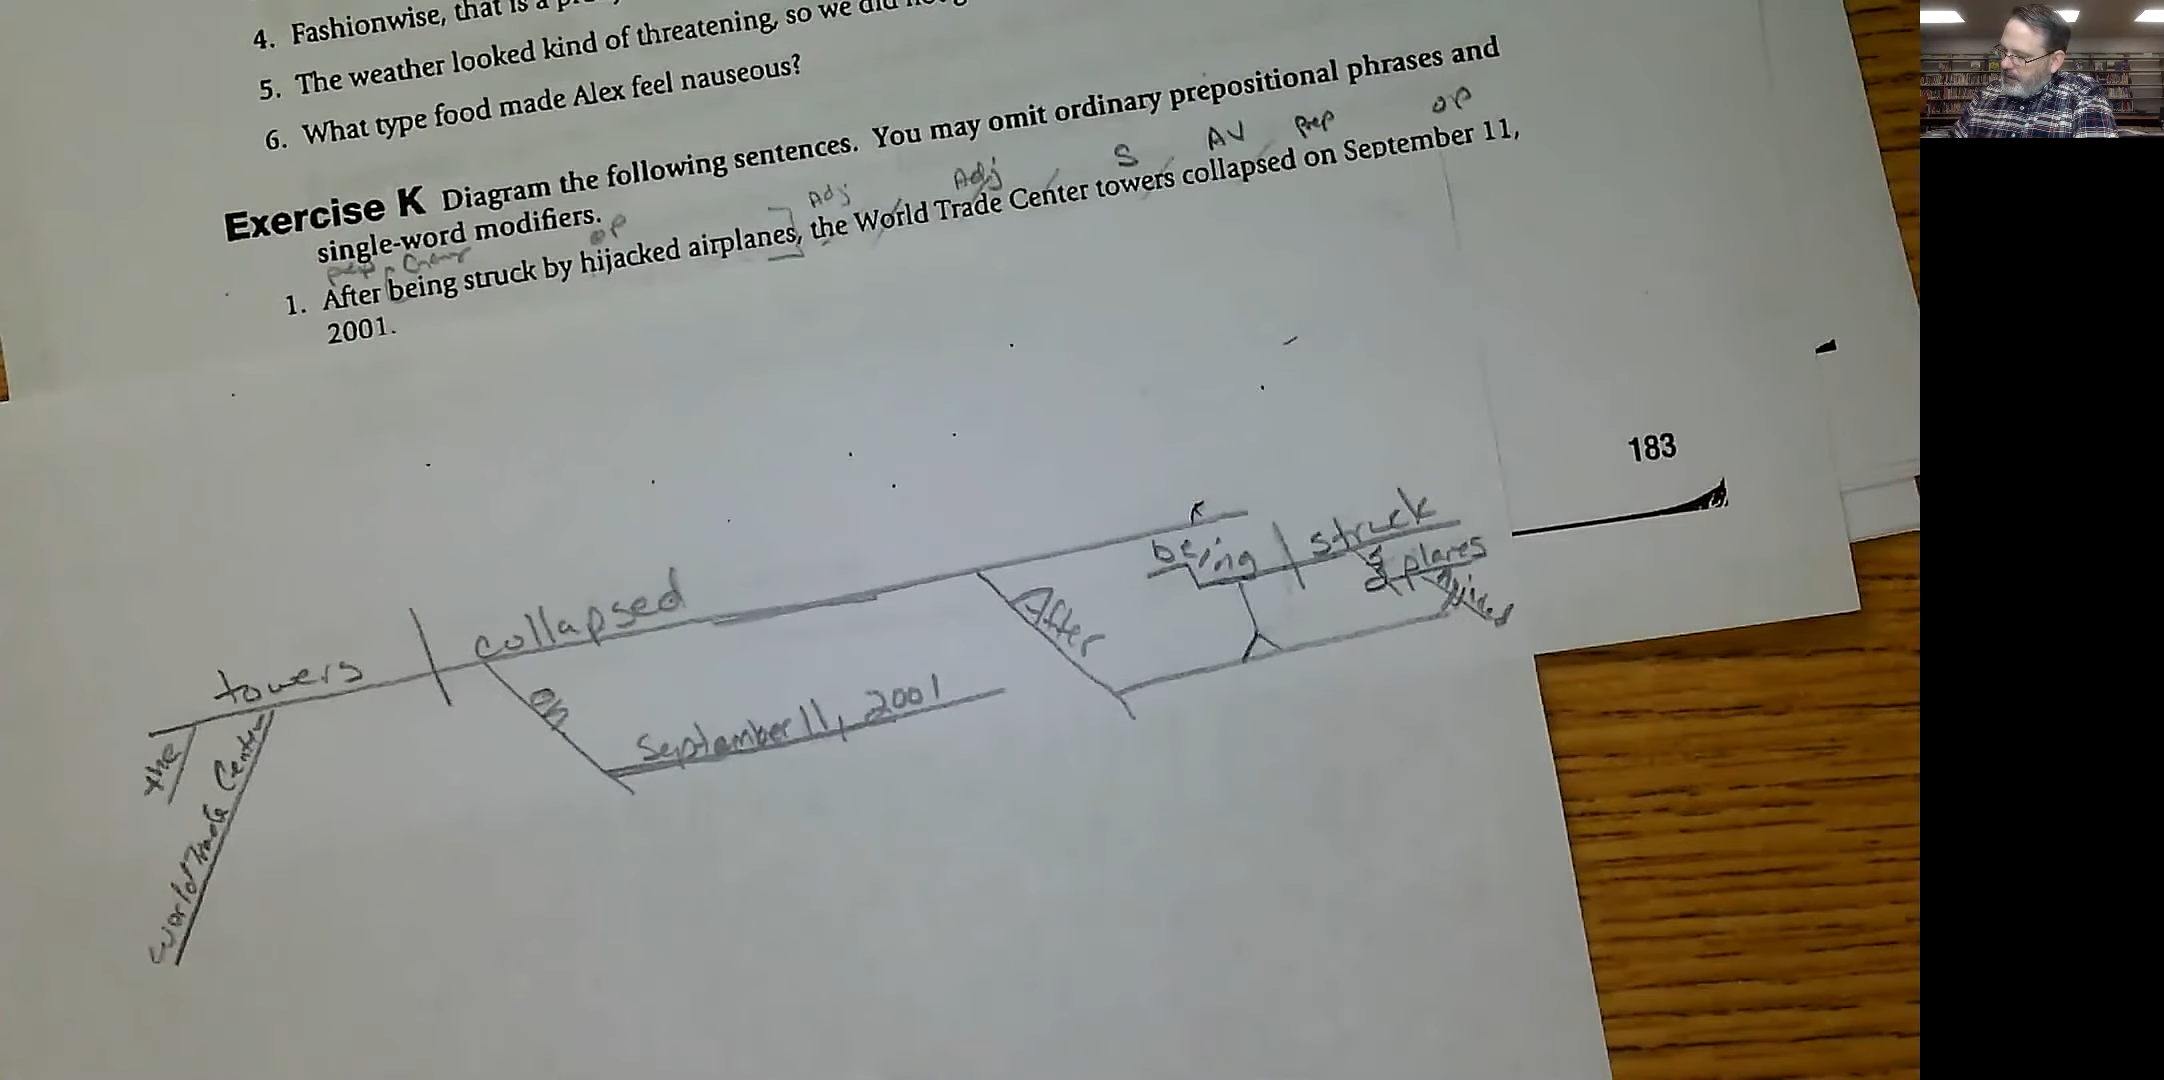 4. Fashionwise, that is a
5. The weather looked kind of threatening, so we did
6. What type food made Alex feel nauseous?
Exercise K Diagram the following sentences. You may omit ordinary prepositional phrases and
single-word modifiers.
prep op Adj Adj S AV prep op
1. After being struck by hijacked airplanes, the World Trade Center towers collapsed on September 11,
2001.
183
being | struck
planes
towers | collapsed
After
on
the
September 11, 2001
World Trade Center